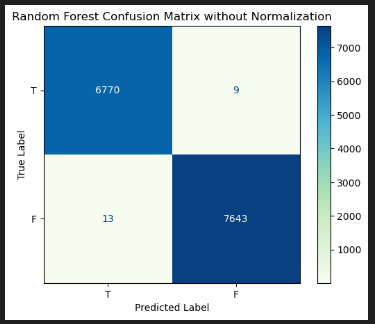 Random Forest Confusion Matrix without Normalization
T
6770
9
F
13
7643
T
F
True Label
Predicted Label
7000
6000
5000
4000
3000
2000
1000